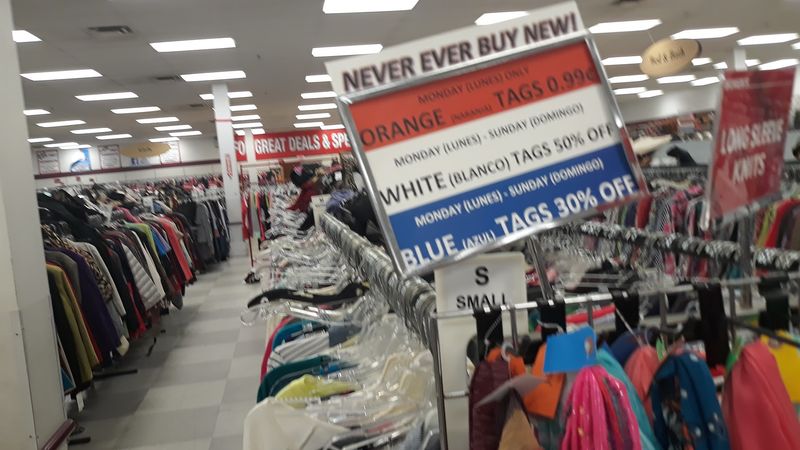 NEVER EVER BUY NEW!
MONDAY (LUNES) ONLY
ORANGE (NARANJA) TAGS 0.99¢
MONDAY (LUNES) - SUNDAY (DOMINGO)
WHITE (BLANCO) TAGS 50% OFF
MONDAY (LUNES) - SUNDAY (DOMINGO)
BLUE (AZUL) TAGS 30% OFF
GREAT DEALS & SPE
LONG SLEEVE
KNITS
S
SMALL